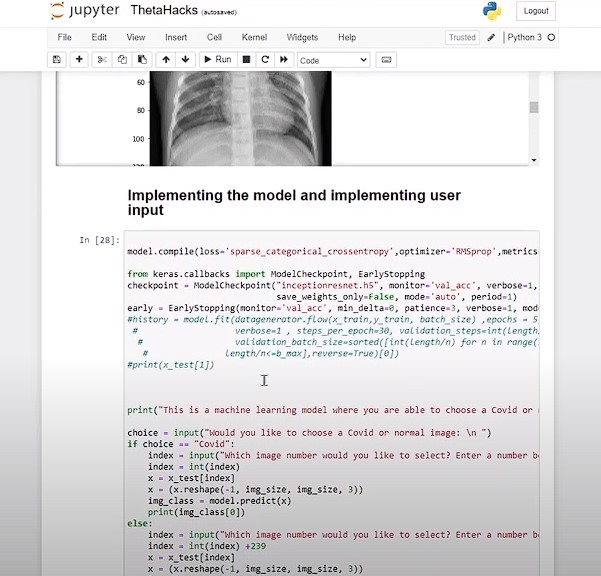 jupyter ThetaHacks (autosaved) Logout
File Edit View Insert Cell Kernel Widgets Help Trusted Python 3
Run Code
60
80
100
120
Implementing the model and implementing user
input
In [28]:
model.compile(loss='sparse_categorical_crossentropy',optimizer='RMSprop',metrics
from keras.callbacks import ModelCheckpoint, EarlyStopping
checkpoint = ModelCheckpoint("inceptionresnet.h5", monitor='val_acc', verbose=1,
save_weights_only=False, mode='auto', period=1)
early = EarlyStopping(monitor='val_acc', min_delta=0, patience=3, verbose=1, mod
#history = model.fit(datagenerator.flow(x_train,y_train, batch_size) ,epochs = 5,
# verbose=1 , steps_per_epoch=30, validation_steps=int(length/
# validation_batch_size=sorted([int(length/n) for n in range(
# length/n<=b_max],reverse=True)[0])
#print(x_test[1])
print("This is a machine learning model where you are able to choose a Covid or
choice = input("Would you like to choose a Covid or normal image: \n ")
if choice == "Covid":
index = input("Which image number would you like to select? Enter a number b
index = int(index)
x = x_test[index]
x = (x.reshape(-1, img_size, img_size, 3))
img_class = model.predict(x)
print(img_class[0])
else:
index = input("Which image number would you like to select? Enter a number b
index = int(index) +239
x = x_test[index]
x = (x.reshape(-1, img_size, img_size, 3))